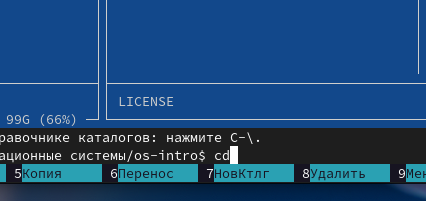 LICENSE
99G (66%)
равочнике каталогов: нажмите C-\.
ационные системы/os-intro$ cd
5Копия 6Перенос 7НовКтлг 8Удалить 9Мен